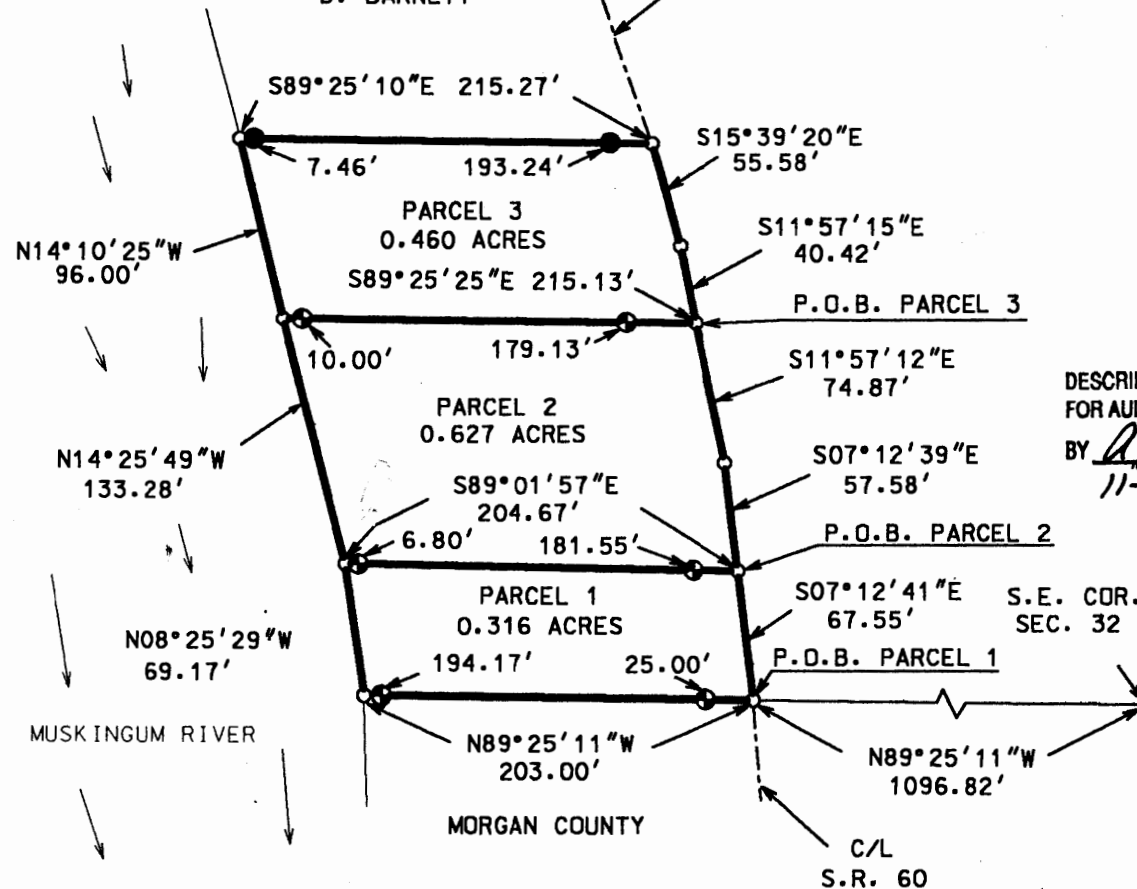 S89°25'10"E 215.27'
7.46'
193.24'
S15°39'20"E
55.58'
PARCEL 3
0.460 ACRES
N14°10'25"W
96.00'
S11°57'15"E
40.42'
S89°25'25"E 215.13'
P.O.B. PARCEL 3
10.00'
179.13'
S11°57'12"E
74.87'
PARCEL 2
0.627 ACRES
FOR
BY
N14°25'49"W
133.28'
S07°12'39"E
57.58'
S89°01'57"E
204.67'
6.80'
181.55'
P.O.B. PARCEL 2
PARCEL 1
0.316 ACRES
S07°12'41"E
67.55'
S.E. COR.
SEC. 32
N08°25'29"W
69.17'
194.17'
25.00'
P.O.B. PARCEL 1
MUSKINGUM RIVER
N89°25'11"W
203.00'
N89°25'11"W
1096.82'
MORGAN COUNTY
C/L
S.R. 60